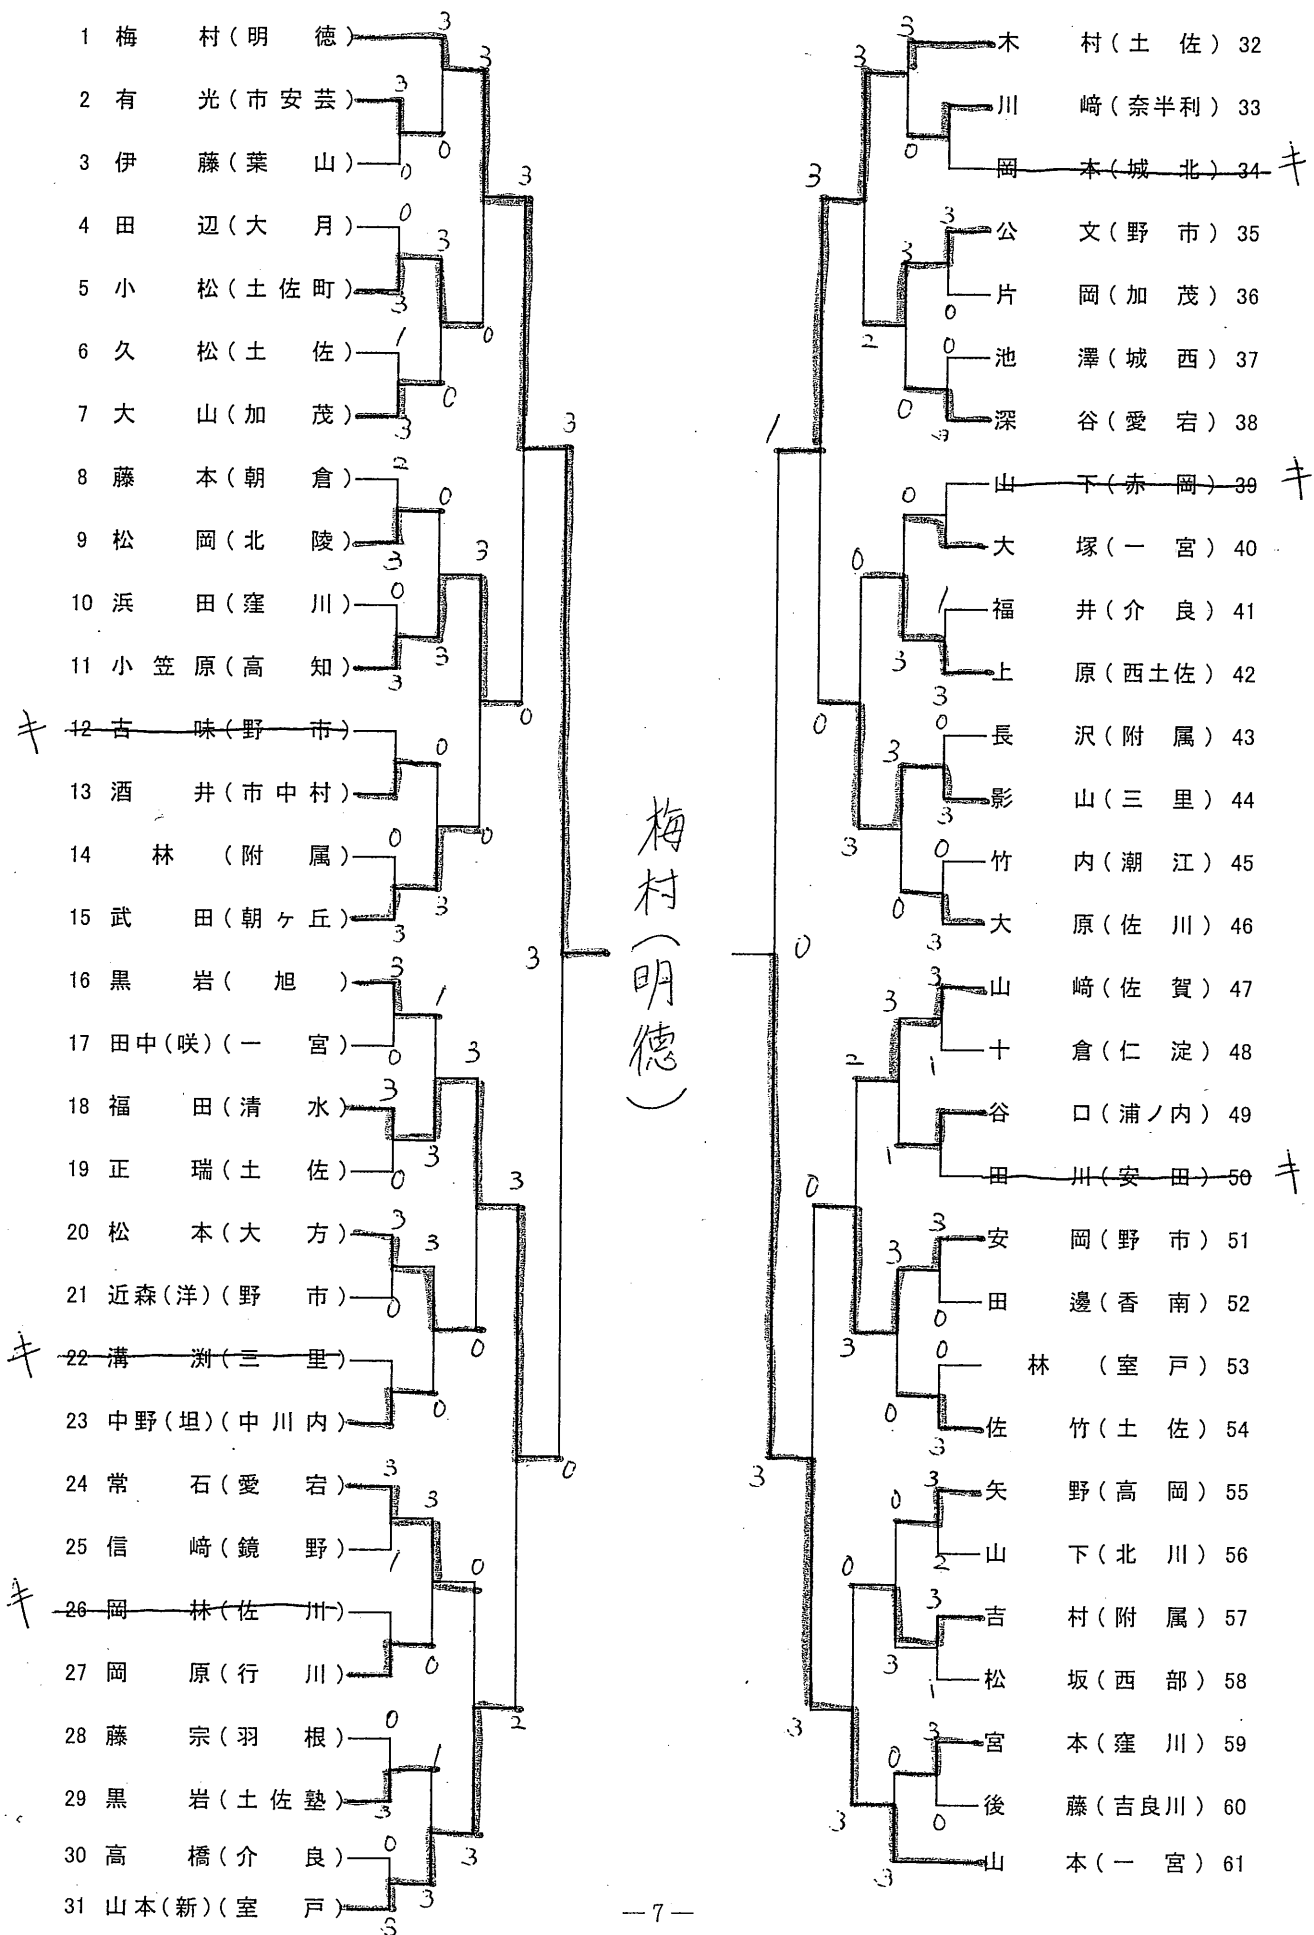 1 梅村(明徳)
2 有光(市安芸)
3 伊藤(葉山)
4 田辺(大月)
5 小松(土佐町)
6 久松(土佐)
7 大山(加茂)
8 藤本(朝倉)
9 松岡(北陵)
10 浜田(窪川)
11 小笠原(高知)
キ 12 古味(野市)
13 酒井(市中村)
14 林(附属)
15 武田(朝ヶ丘)
16 黒岩(旭)
17 田中(咲)(一宮)
18 福田(清水)
19 正瑞(土佐)
20 松本(大方)
21 近森(洋)(野市)
キ 22 溝渕(三里)
23 中野(坦)(中川内)
24 常石(愛宕)
25 信﨑(鏡野)
キ 26 岡林(佐川)
27 岡原(行川)
28 藤宗(羽根)
29 黒岩(土佐塾)
30 高橋(介良)
31 山本(新)(室戸)
梅村(明徳)
木村(土佐) 32
川﨑(奈半利) 33
岡本(城北) 34 キ
公文(野市) 35
片岡(加茂) 36
池澤(城西) 37
深谷(愛宕) 38
山下(赤岡) 39 キ
大塚(一宮) 40
福井(介良) 41
上原(西土佐) 42
長沢(附属) 43
影山(三里) 44
竹内(潮江) 45
大原(佐川) 46
山﨑(佐賀) 47
十倉(仁淀) 48
谷口(浦ノ内) 49
田川(安田) 50 キ
安岡(野市) 51
田邊(香南) 52
林(室戸) 53
佐竹(土佐) 54
矢野(高岡) 55
山下(北川) 56
吉村(附属) 57
松坂(西部) 58
宮本(窪川) 59
後藤(吉良川) 60
山本(一宮) 61
—7—